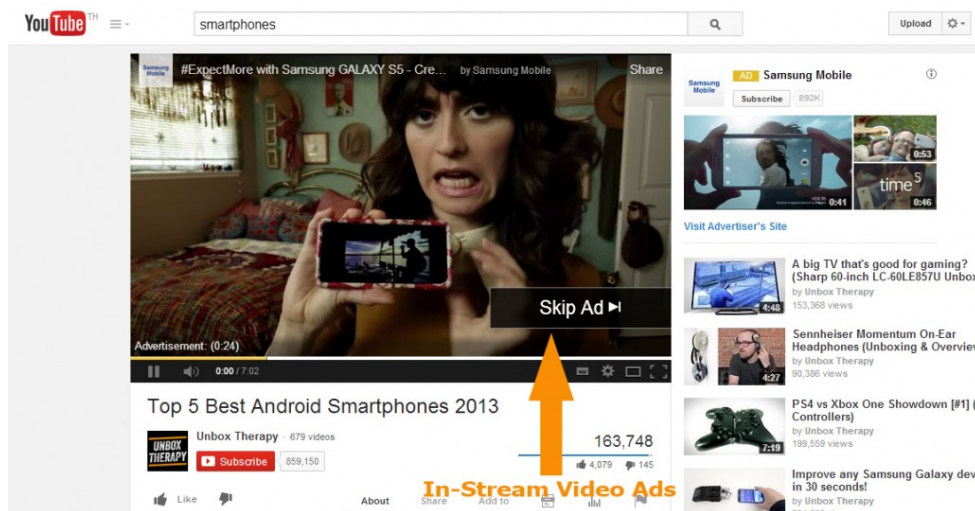 YouTube TH
smartphones
Upload
Samsung Mobile
#ExpectMore with Samsung GALAXY S5 - Cre... by Samsung Mobile
Share
Skip Ad
Advertisement: (0:24)
0:00 / 7:02
Top 5 Best Android Smartphones 2013
UNBOX THERAPY
Unbox Therapy · 679 videos
Subscribe 859,150
163,748
4,079 145
Like
About
Share
Add to
In-Stream Video Ads
Samsung Mobile
AD Samsung Mobile
Subscribe 892K
0:41
0:53
time 5
0:46
Visit Advertiser's Site
A big TV that's good for gaming?
(Sharp 60-inch LC-60LE857U Unbox
by Unbox Therapy
153,368 views
4:48
Sennheiser Momentum On-Ear
Headphones (Unboxing & Overview
by Unbox Therapy
90,386 views
4:27
PS4 vs Xbox One Showdown [#1] (
Controllers)
by Unbox Therapy
199,559 views
7:19
Improve any Samsung Galaxy dev
in 30 seconds!
by Unbox Therapy